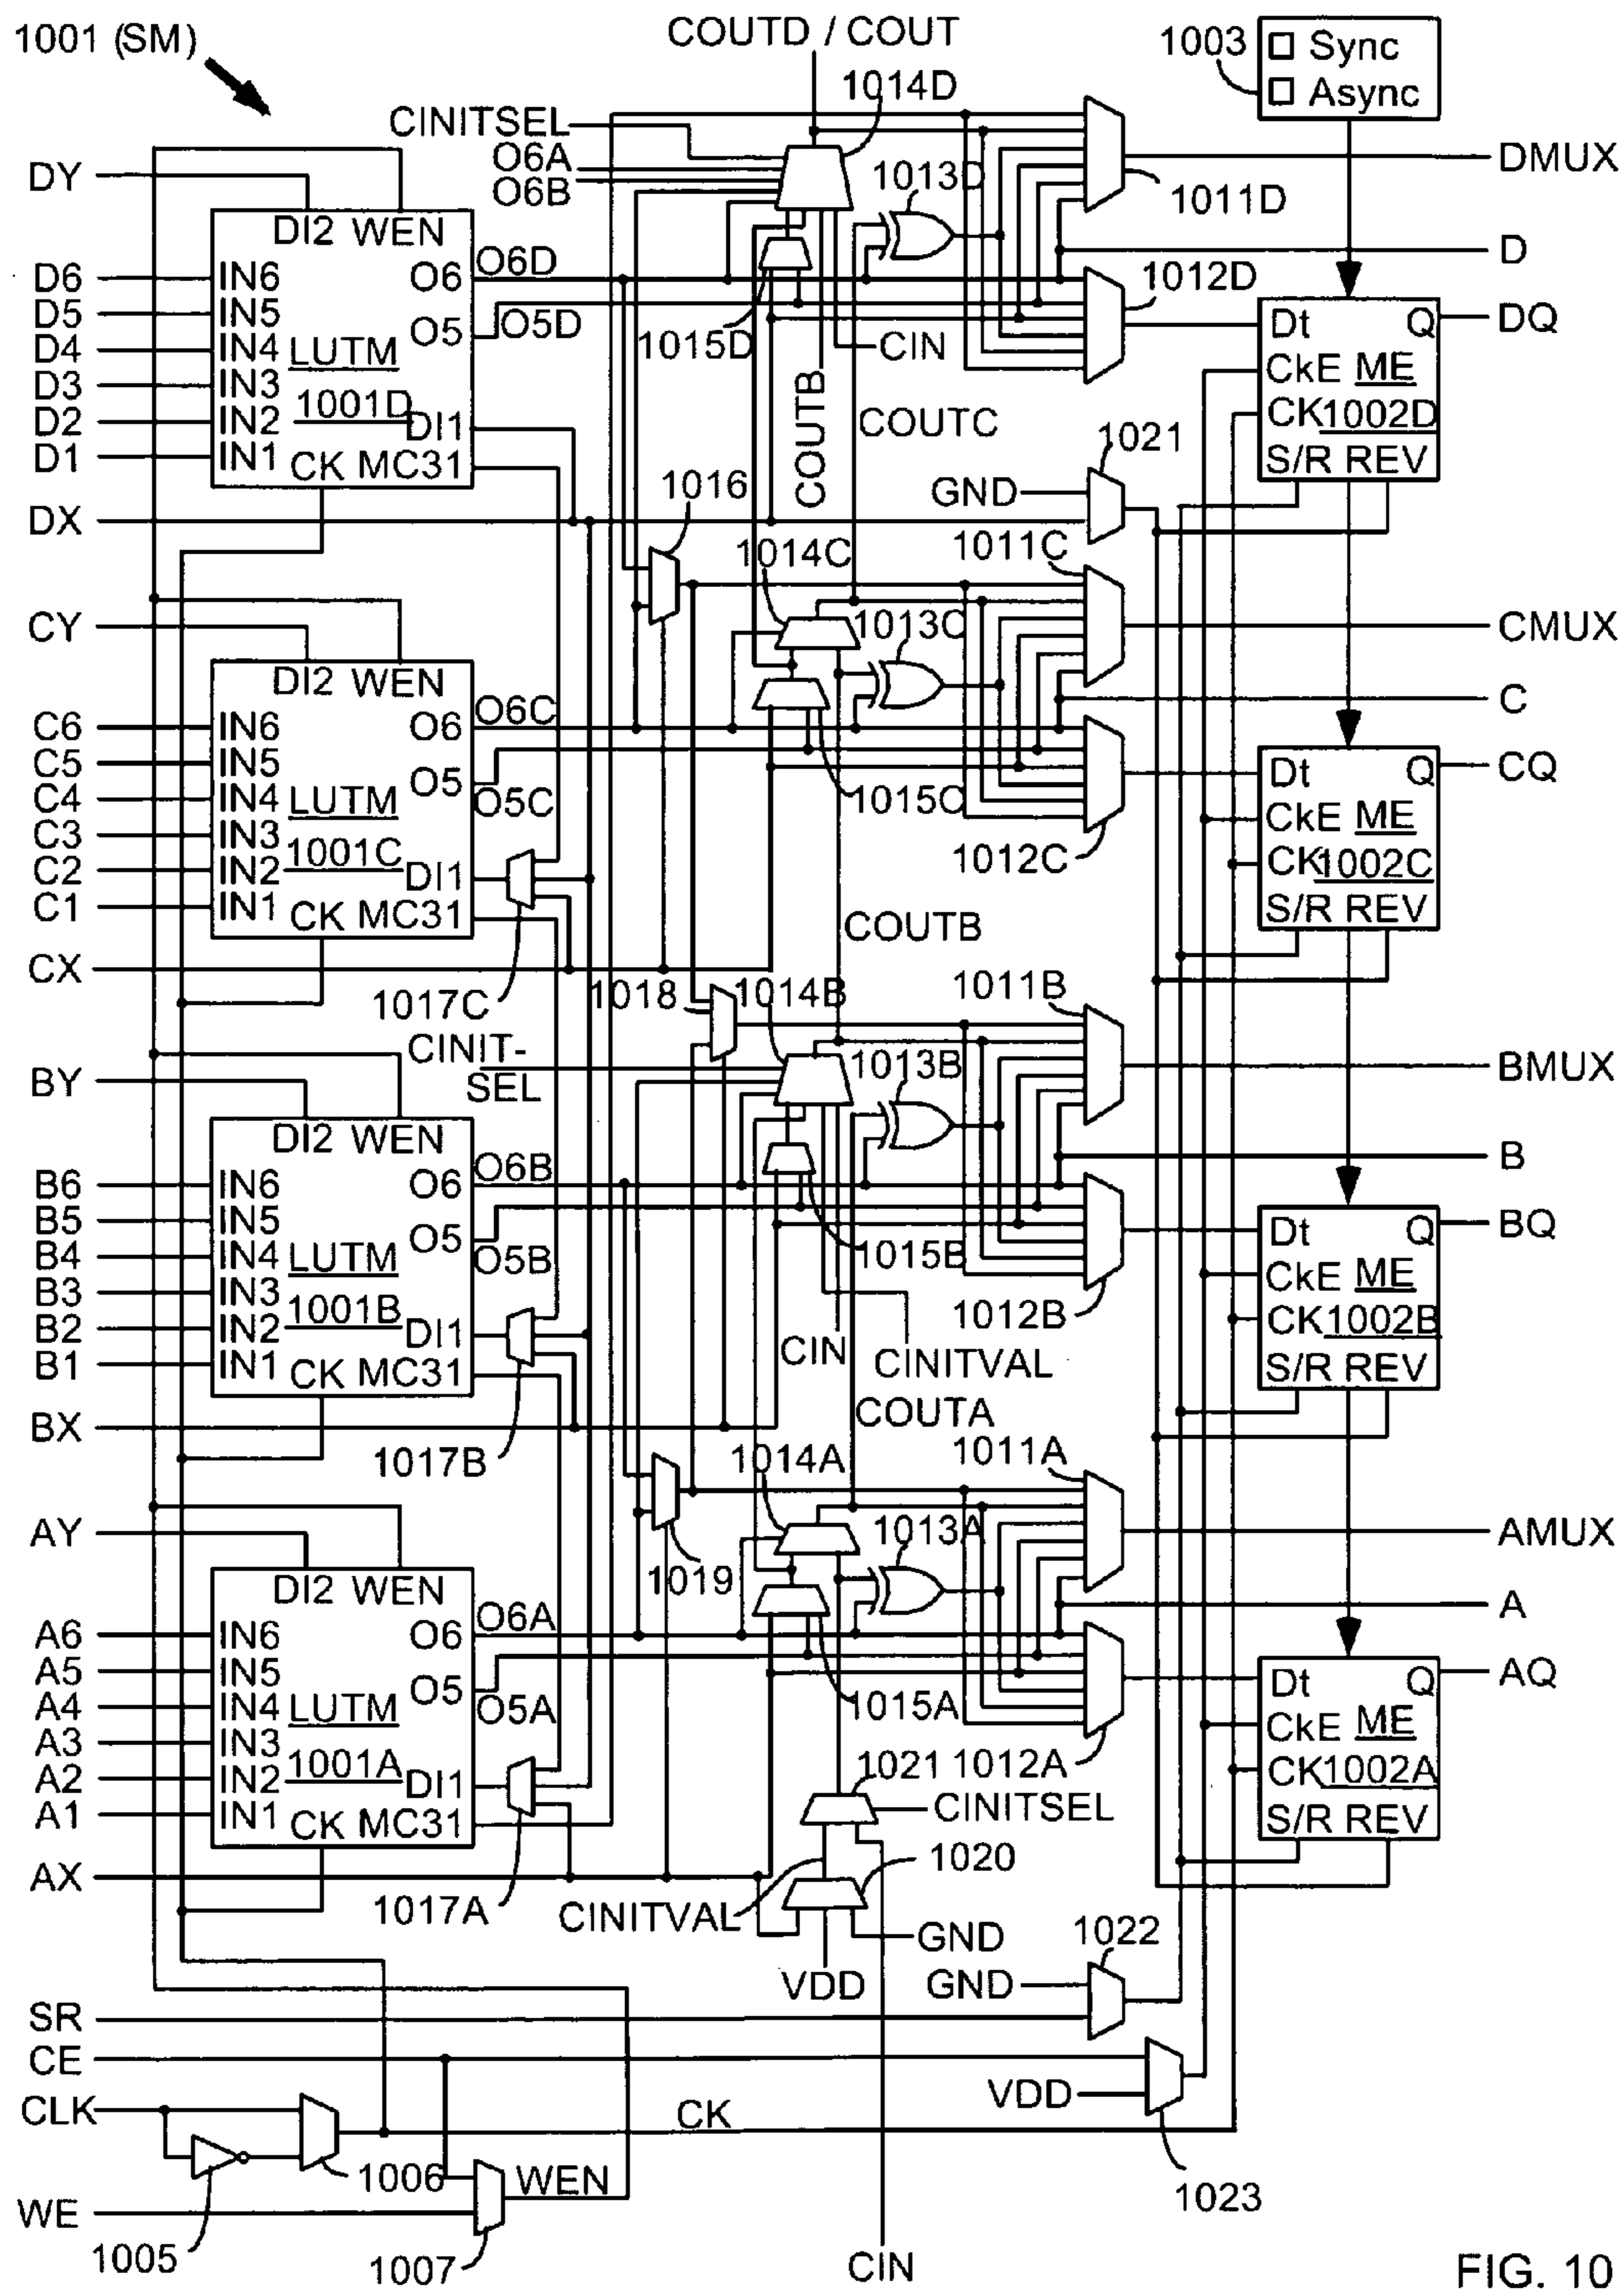 1001 (SM)
COUTD / COUT
1003
Sync
Async
1014D
CINITSEL
O6A
O6B
1013D
DY
DMUX
1011D
DI2 WEN
D
D6
D5
D4
D3
D2
D1
IN6
IN5
IN4
IN3
IN2
IN1
O6
O5
LUTM
1001D
DI1
CK MC31
O6D
O5D
1015D
CIN
1012D
COUTB
COUTC
Dt
Q
DQ
CkE ME
CK 1002D
S/R REV
1021
GND
1016
DX
1014C
1011C
CY
1013C
CMUX
DI2 WEN
C
C6
C5
C4
C3
C2
C1
IN6
IN5
IN4
IN3
IN2
IN1
O6
O5
LUTM
1001C
DI1
CK MC31
O6C
O5C
1015C
1012C
Dt
Q
CQ
CkE ME
CK 1002C
S/R REV
COUTB
CX
1017C
1018
1014B
1011B
CINIT-
SEL
1013B
BY
BMUX
DI2 WEN
B
B6
B5
B4
B3
B2
B1
IN6
IN5
IN4
IN3
IN2
IN1
O6
O5
LUTM
1001B
DI1
CK MC31
O6B
O5B
1015B
1012B
CIN
CINITVAL
Dt
Q
BQ
CkE ME
CK 1002B
S/R REV
COUTA
BX
1017B
1014A
1011A
AY
1013A
AMUX
1019
DI2 WEN
A
A6
A5
A4
A3
A2
A1
IN6
IN5
IN4
IN3
IN2
IN1
O6
O5
LUTM
1001A
DI1
CK MC31
O6A
O5A
1015A
1021
1012A
CINITSEL
Dt
Q
AQ
CkE ME
CK 1002A
S/R REV
1020
AX
1017A
CINITVAL
GND
VDD
1022
GND
SR
CE
VDD
CLK
CK
1006
WEN
1023
WE
1005
1007
CIN
FIG. 10